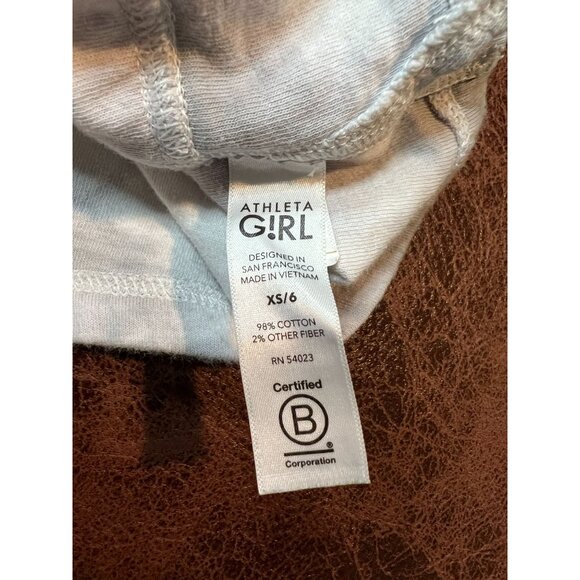 ATHLETA
G!RL
DESIGNED IN
SAN FRANCISCO
MADE IN VIETNAM
XS/6
98% COTTON
2% OTHER FIBER
RN 54023
Certified
B
®
Corporation